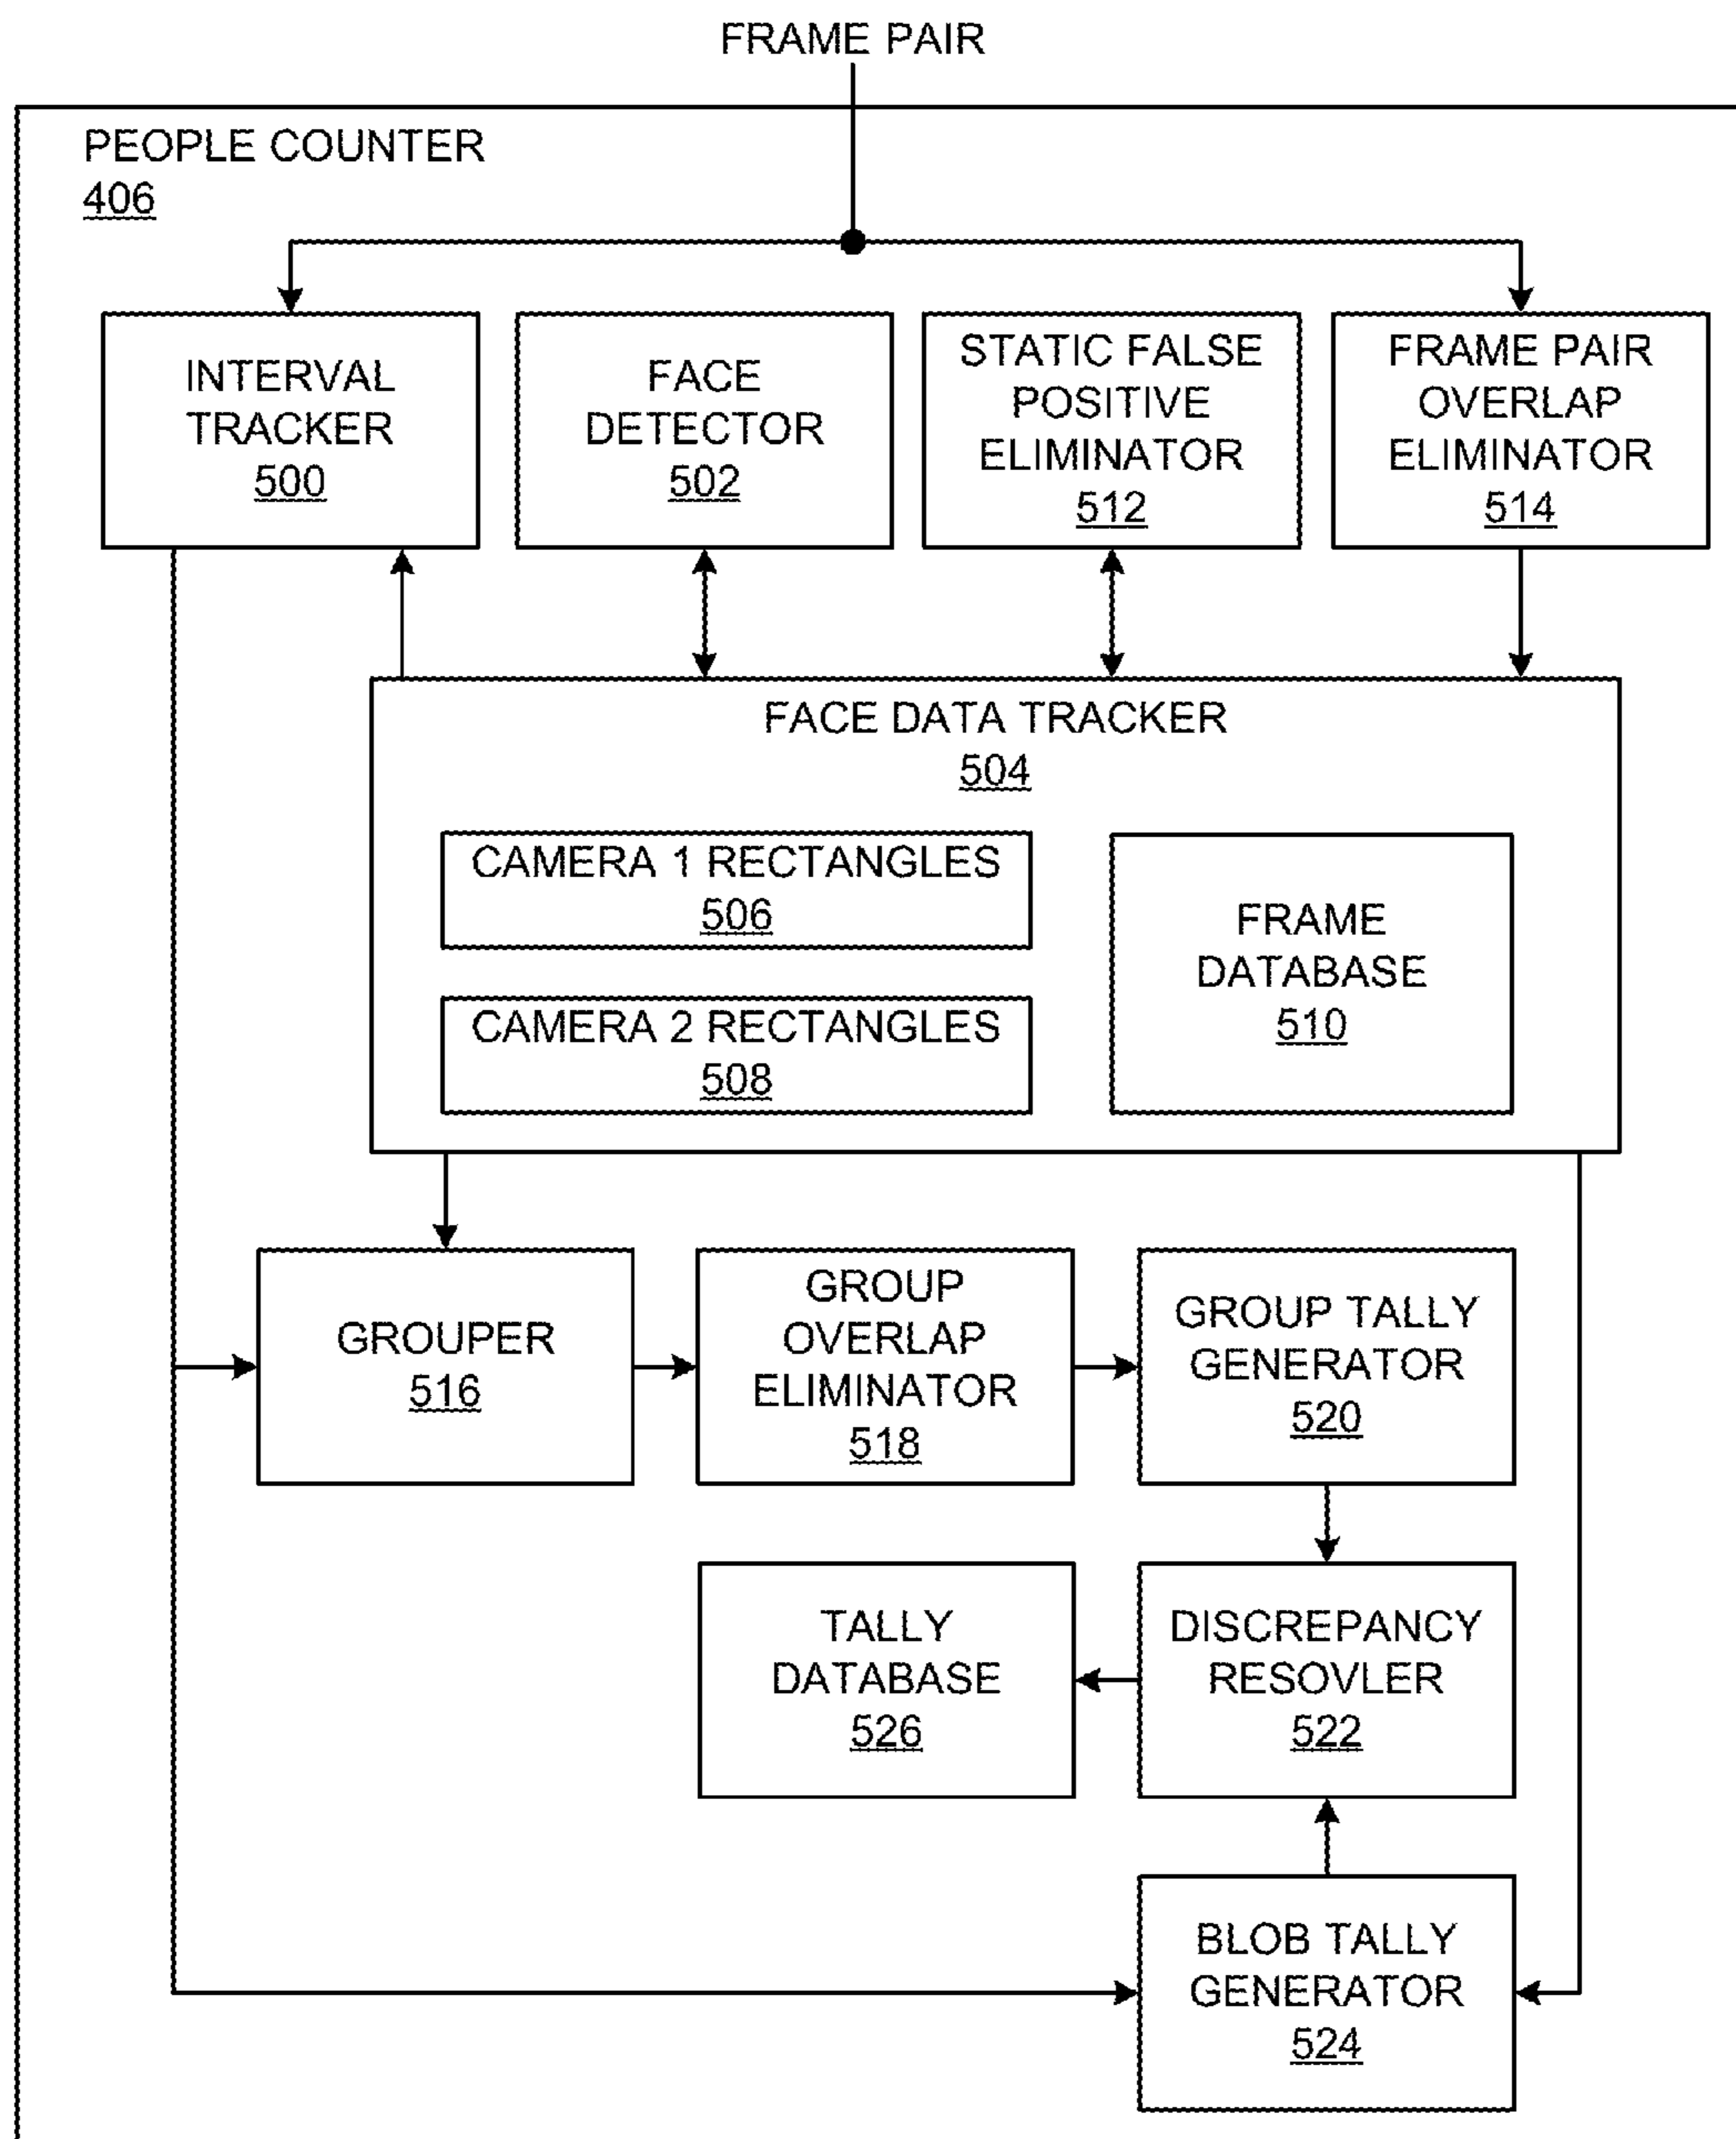 FRAME PAIR
PEOPLE COUNTER
406
INTERVAL
TRACKER
500
FACE
DETECTOR
502
STATIC FALSE
POSITIVE
ELIMINATOR
512
FRAME PAIR
OVERLAP
ELIMINATOR
514
FACE DATA TRACKER
504
CAMERA 1 RECTANGLES
506
CAMERA 2 RECTANGLES
508
FRAME
DATABASE
510
GROUPER
516
GROUP
OVERLAP
ELIMINATOR
518
GROUP TALLY
GENERATOR
520
TALLY
DATABASE
526
DISCREPANCY
RESOVLER
522
BLOB TALLY
GENERATOR
524